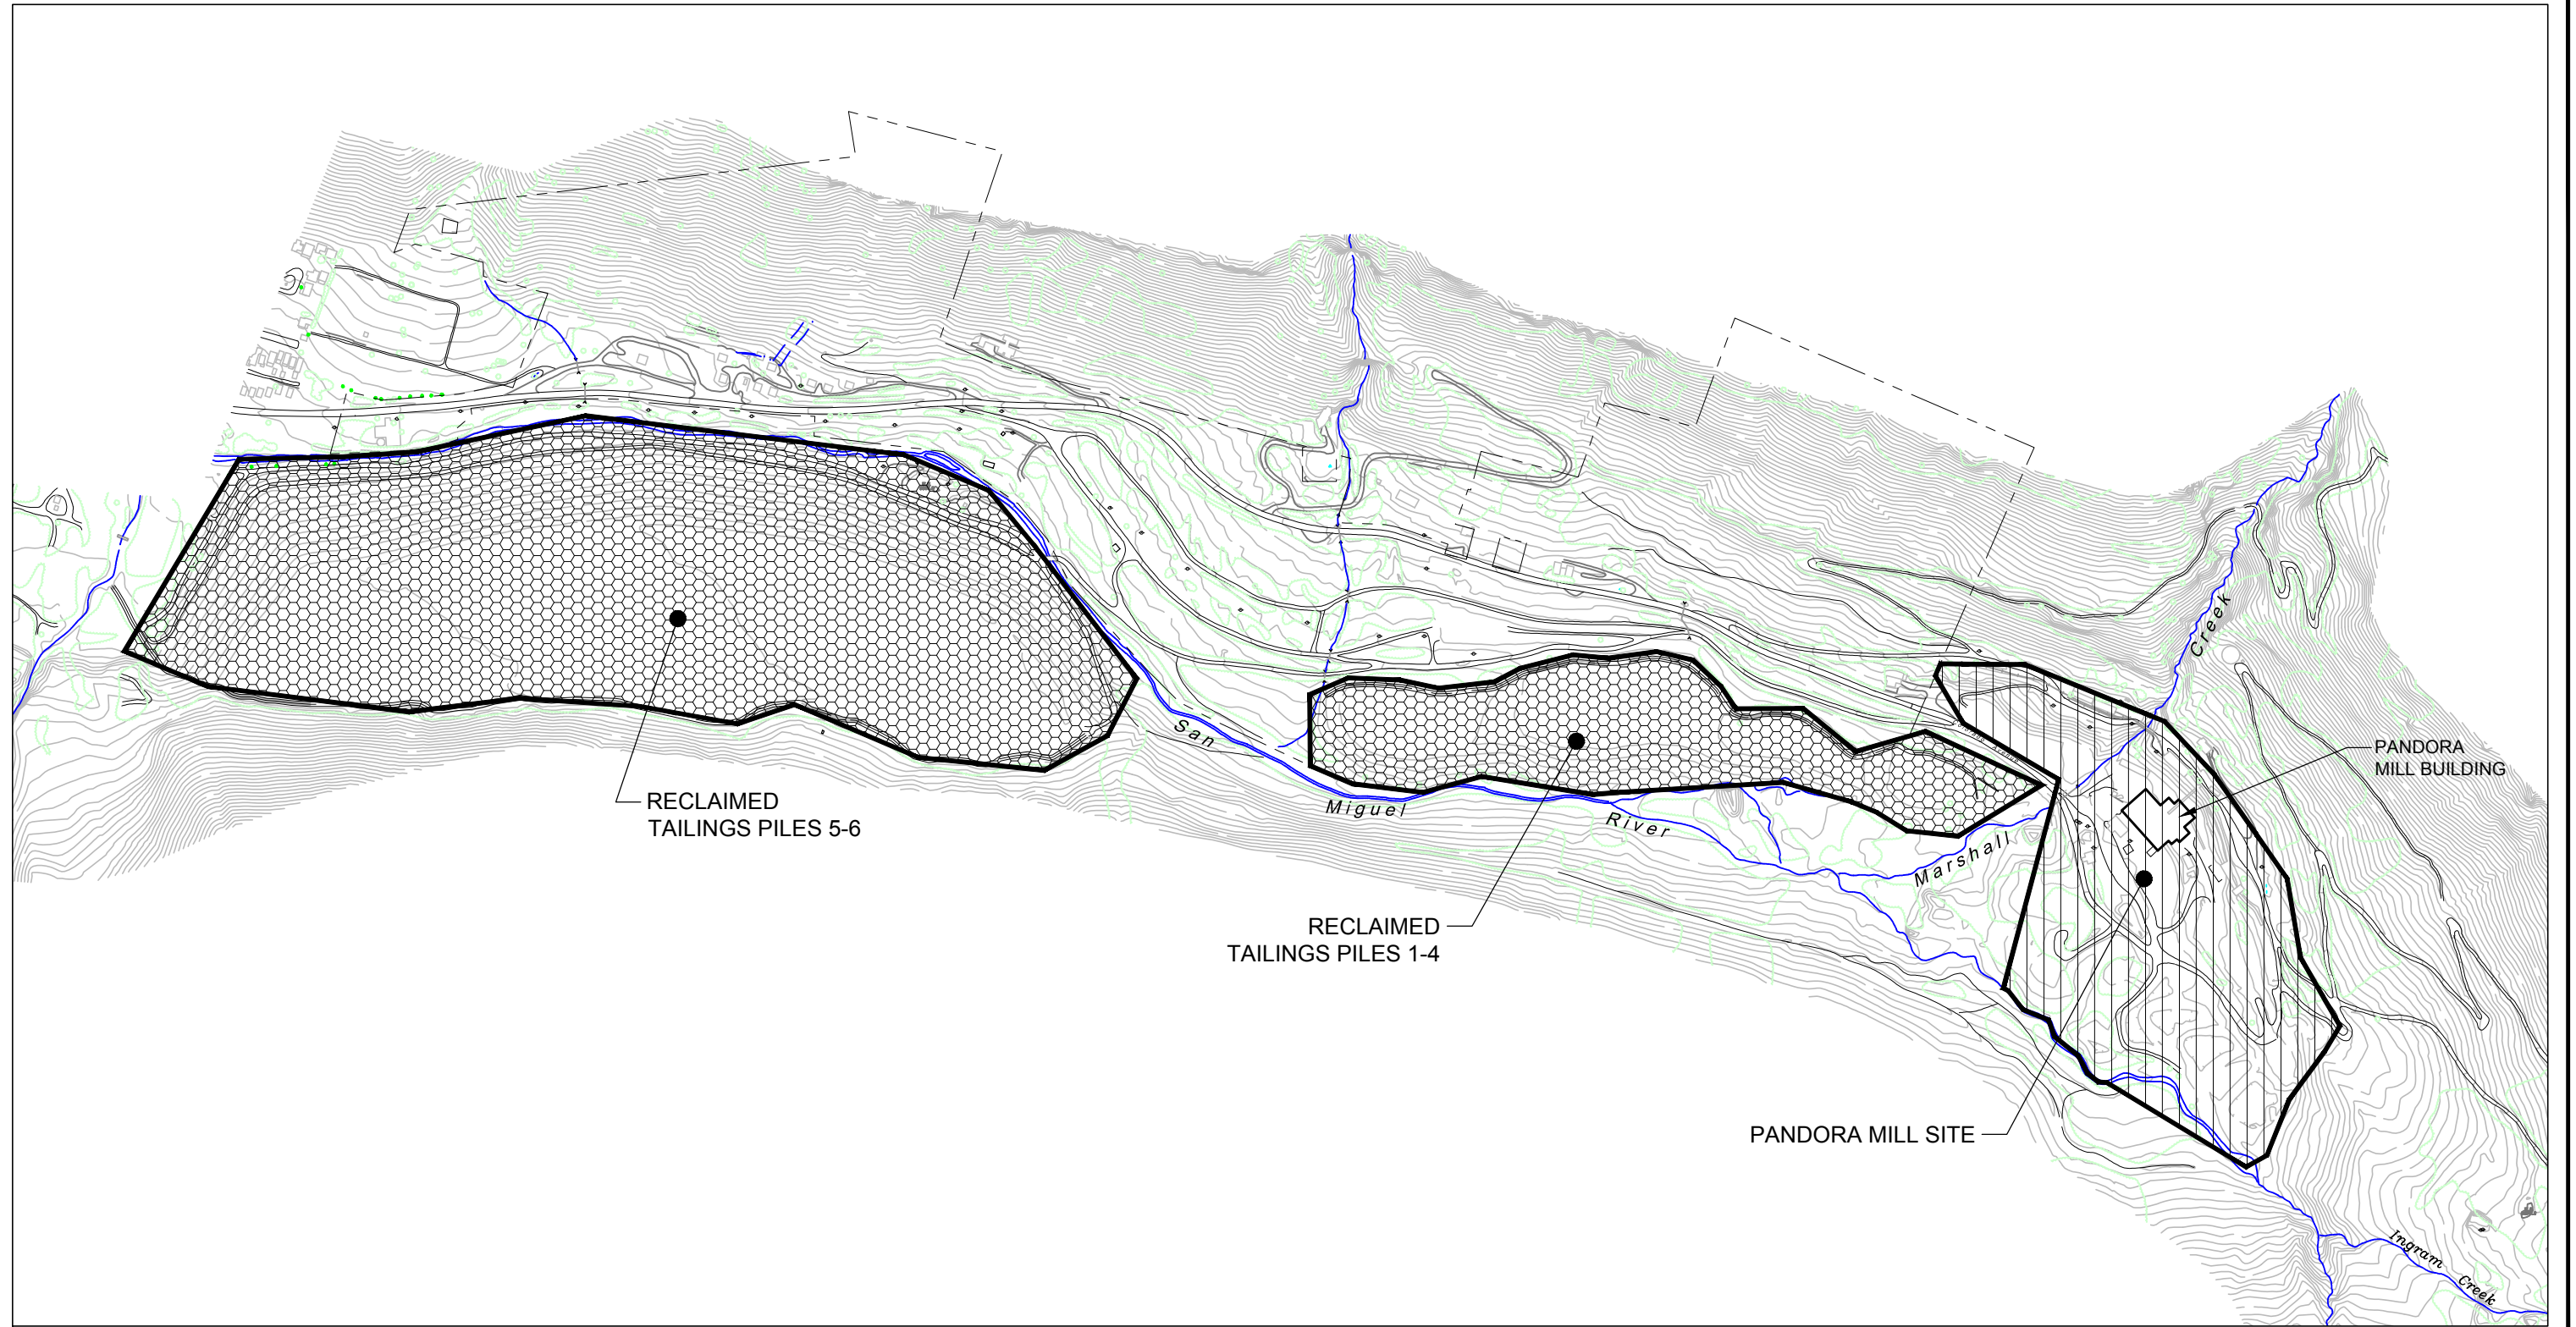 Creek
San
PANDORA
MILL BUILDING
RECLAIMED
TAILINGS PILES 5-6
Miguel
River
Marshall
RECLAIMED
TAILINGS PILES 1-4
PANDORA MILL SITE
Ingram Creek